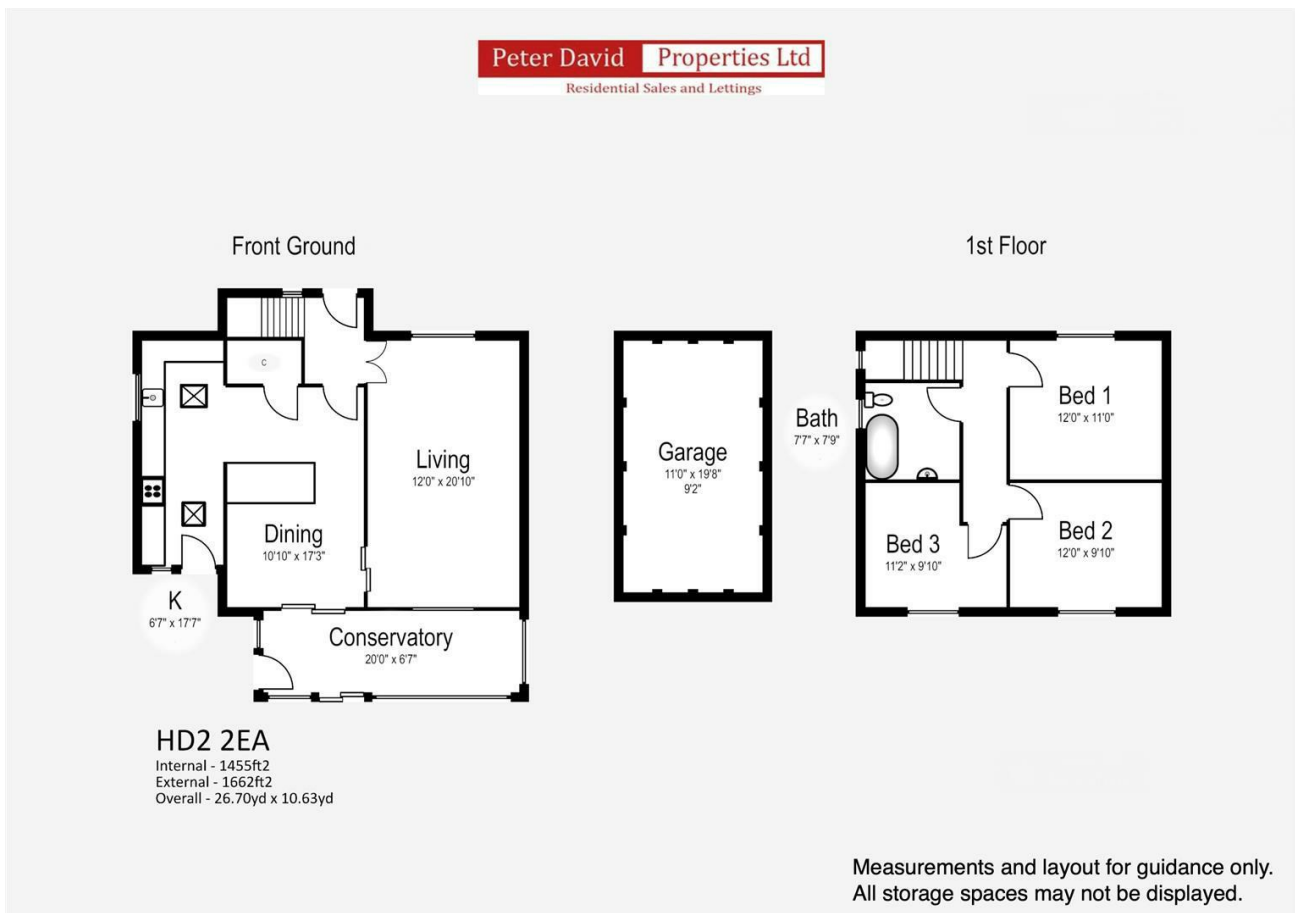 Peter David Properties Ltd
Residential Sales and Lettings
Front Ground
1st Floor
C
Living
12'0" x 20'10"
Dining
10'10" x 17'3"
K
6'7" x 17'7"
Conservatory
20'0" x 6'7"
Garage
11'0" x 19'8"
9'2"
Bath
7'7" x 7'9"
Bed 1
12'0" x 11'0"
Bed 2
12'0" x 9'10"
Bed 3
11'2" x 9'10"
HD2 2EA
Internal - 1455ft2
External - 1662ft2
Overall - 26.70yd x 10.63yd
Measurements and layout for guidance only.
All storage spaces may not be displayed.